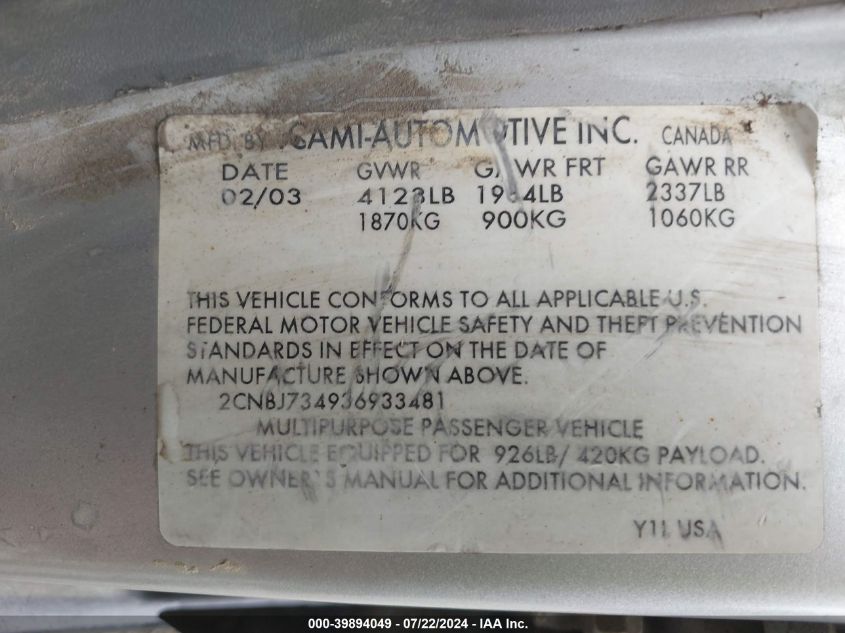 MFD. BY CAMI-AUTOMOTIVE INC. CANADA
DATE GVWR GAWR FRT GAWR RR
02/03 4123LB 1984LB 2337LB
1870KG 900KG 1060KG
THIS VEHICLE CONFORMS TO ALL APPLICABLE U.S.
FEDERAL MOTOR VEHICLE SAFETY AND THEFT PREVENTION
STANDARDS IN EFFECT ON THE DATE OF
MANUFACTURE SHOWN ABOVE.
2CNBJ734936933481
MULTIPURPOSE PASSENGER VEHICLE
THIS VEHICLE EQUIPPED FOR 926LB/ 420KG PAYLOAD.
SEE OWNER'S MANUAL FOR ADDITIONAL INFORMATION.
Y11 USA
000-39894049 - 07/22/2024 - IAA Inc.